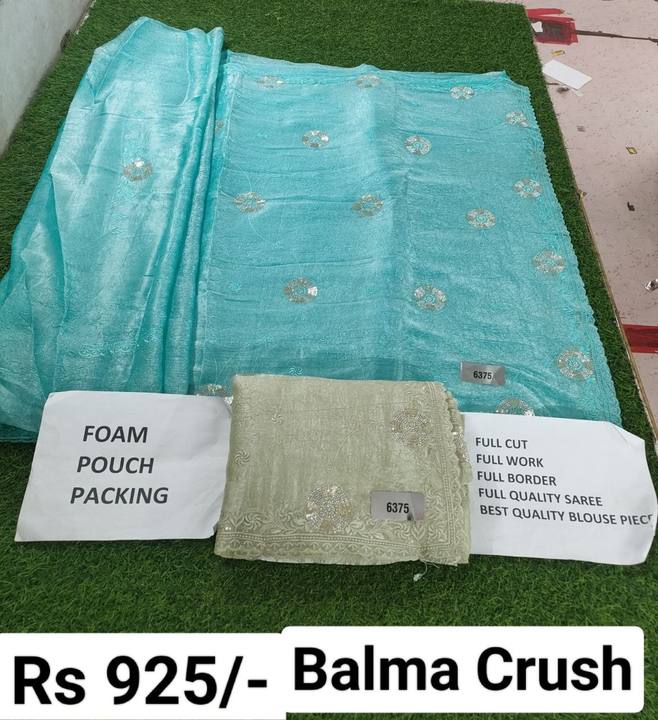 6375
FOAM
POUCH
PACKING
6375
FULL CUT
FULL WORK
FULL BORDER
FULL QUALITY SAREE
BEST QUALITY BLOUSE PIECE
Rs 925/-
Balma Crush